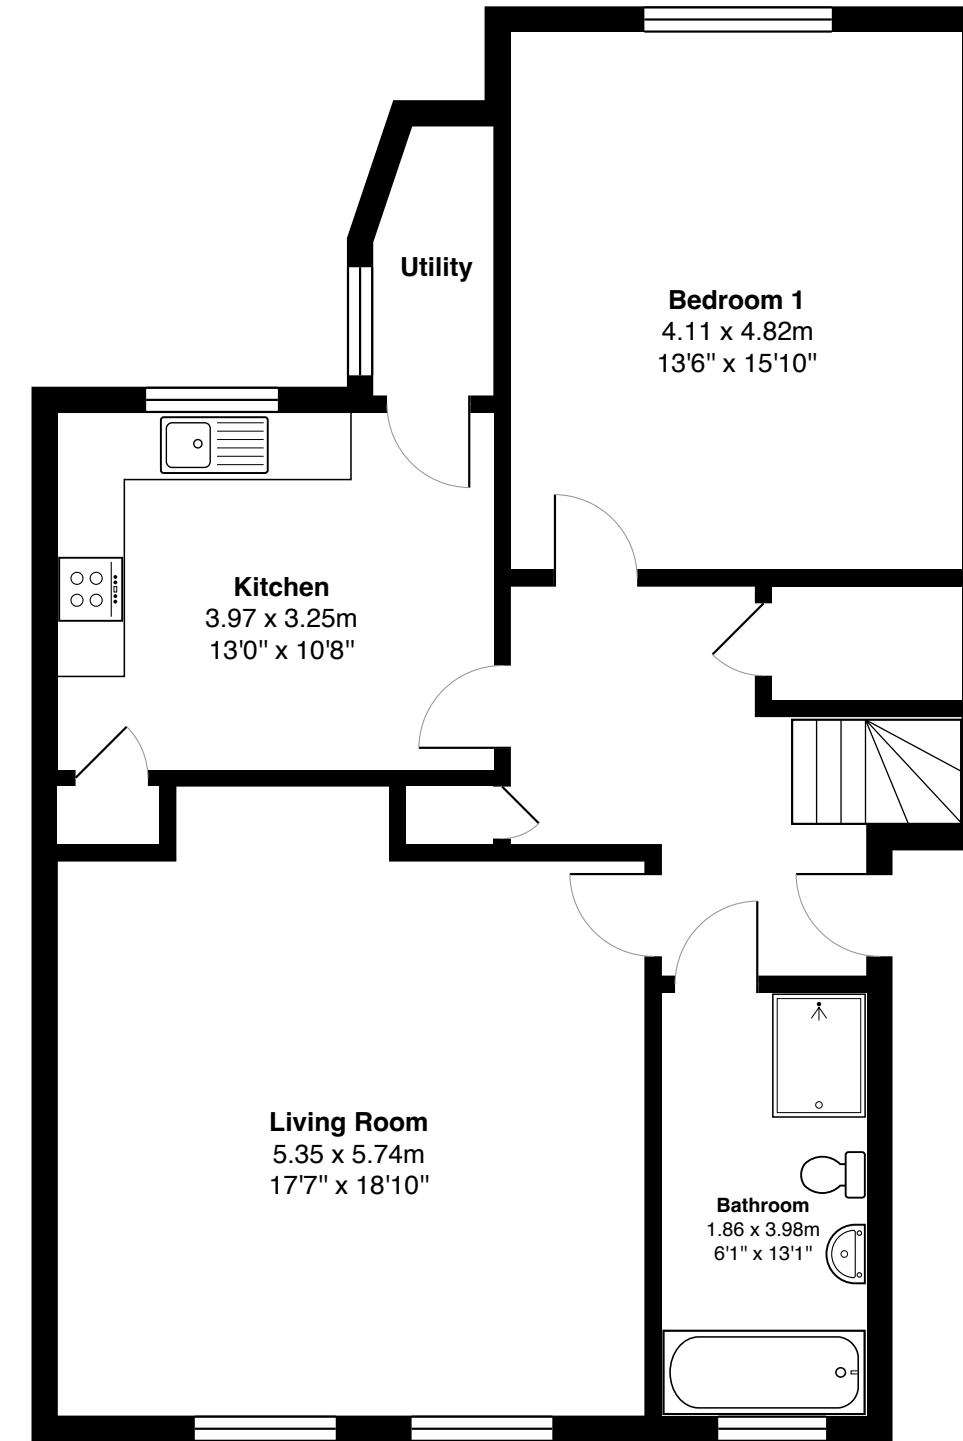 Utility
Bedroom 1
4.11 x 4.82m
13'6" x 15'10"
Kitchen
3.97 x 3.25m
13'0" x 10'8"
Living Room
5.35 x 5.74m
17'7" x 18'10"
Bathroom
1.86 x 3.98m
6'1" x 13'1"